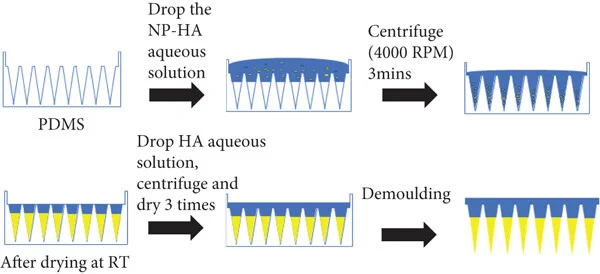 Drop the
NP-HA
aqueous
solution
Centrifuge
(4000 RPM)
3mins
PDMS
Drop HA aqueous
solution,
centrifuge and
dry 3 times
Demoulding
After drying at RT